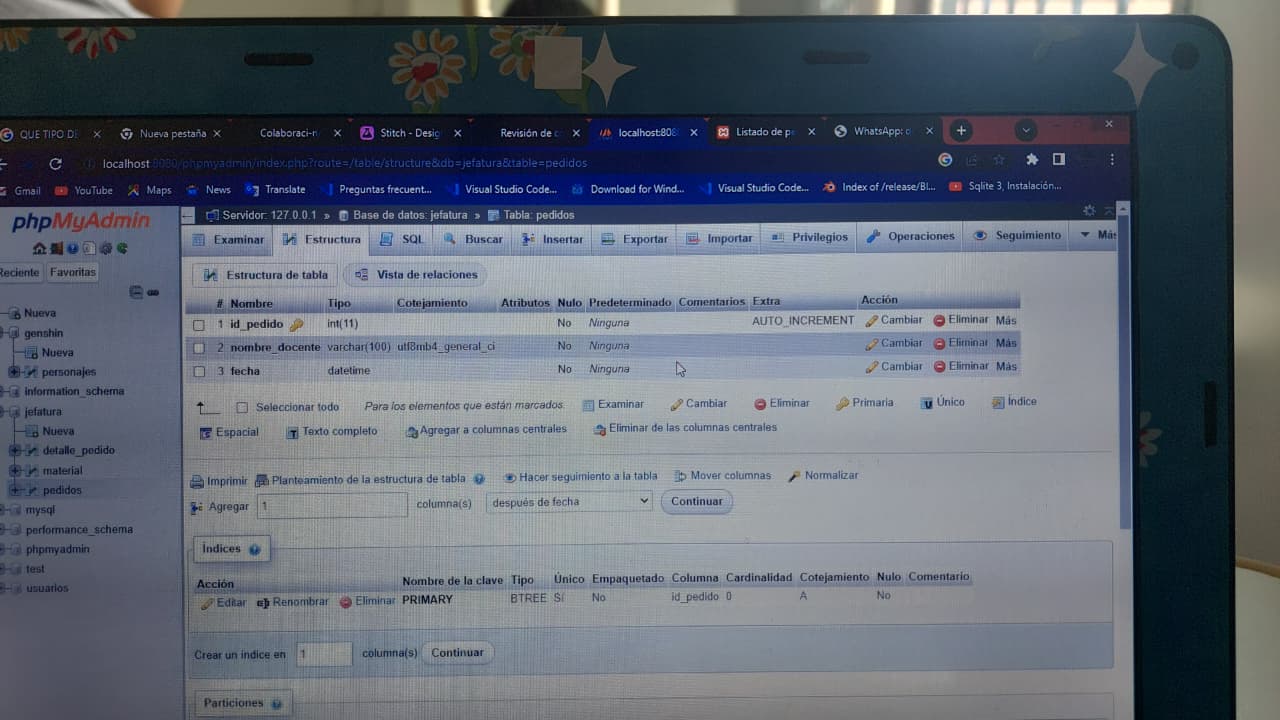 QUE TIPO DE
Nueva pestaña
Colaboraci-n
Stitch - Desig
Revisión de c
localhost:808
Listado de pe
WhatsApp: d
localhost:8080/phpmyadmin/index.php?route=/table/structure&db=jefatura&table=pedidos
Gmail YouTube Maps News Translate Preguntas frecuent... Visual Studio Code... Download for Wind... Visual Studio Code... Index of /release/Bl... Sqlite 3, Instalación...
phpMyAdmin
Reciente Favoritas
Nueva
genshin
Nueva
personajes
information_schema
jefatura
Nueva
detalle_pedido
material
pedidos
mysql
performance_schema
phpmyadmin
test
usuarios
Servidor: 127.0.0.1 » Base de datos: jefatura » Tabla: pedidos
Examinar Estructura SQL Buscar Insertar Exportar Importar Privilegios Operaciones Seguimiento Más
Estructura de tabla Vista de relaciones
# Nombre Tipo Cotejamiento Atributos Nulo Predeterminado Comentarios Extra Acción
1 id_pedido int(11) No Ninguna AUTO_INCREMENT Cambiar Eliminar Más
2 nombre_docente varchar(100) utf8mb4_general_ci No Ninguna Cambiar Eliminar Más
3 fecha datetime No Ninguna Cambiar Eliminar Más
Seleccionar todo Para los elementos que están marcados: Examinar Cambiar Eliminar Primaria Único Índice
Espacial Texto completo Agregar a columnas centrales Eliminar de las columnas centrales
Imprimir Planteamiento de la estructura de tabla Hacer seguimiento a la tabla Mover columnas Normalizar
Agregar 1 columna(s) después de fecha Continuar
Índices
Acción Nombre de la clave Tipo Único Empaquetado Columna Cardinalidad Cotejamiento Nulo Comentario
Editar Renombrar Eliminar PRIMARY BTREE Sí No id_pedido 0 A No
Crear un índice en 1 columna(s) Continuar
Particiones